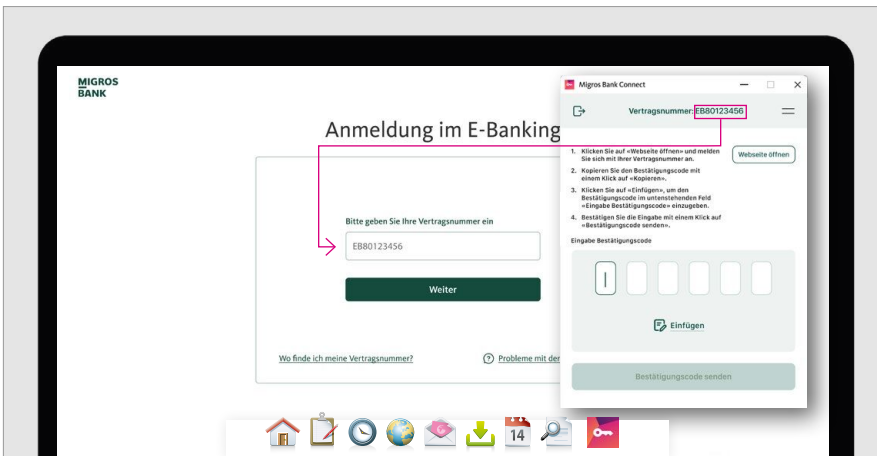 MIGROS
BANK
Anmeldung im E-Banking
Bitte geben Sie Ihre Vertragsnummer ein
EB80123456
Weiter
Wo finde ich meine Vertragsnummer?
Probleme mit der
Migros Bank Connect
Vertragsnummer: EB80123456
1. Klicken Sie auf «Webseite öffnen» und melden
Sie sich mit Ihrer Vertragsnummer an.
Webseite öffnen
2. Kopieren Sie den Bestätigungscode mit
einem Klick auf «Kopieren».
3. Klicken Sie auf «Einfügen», um den
Bestätigungscode im untenstehenden Feld
«Eingabe Bestätigungscode» einzugeben.
4. Bestätigen Sie die Eingabe mit einem Klick auf
«Bestätigungscode senden».
Eingabe Bestätigungscode
Einfügen
Bestätigungscode senden
14